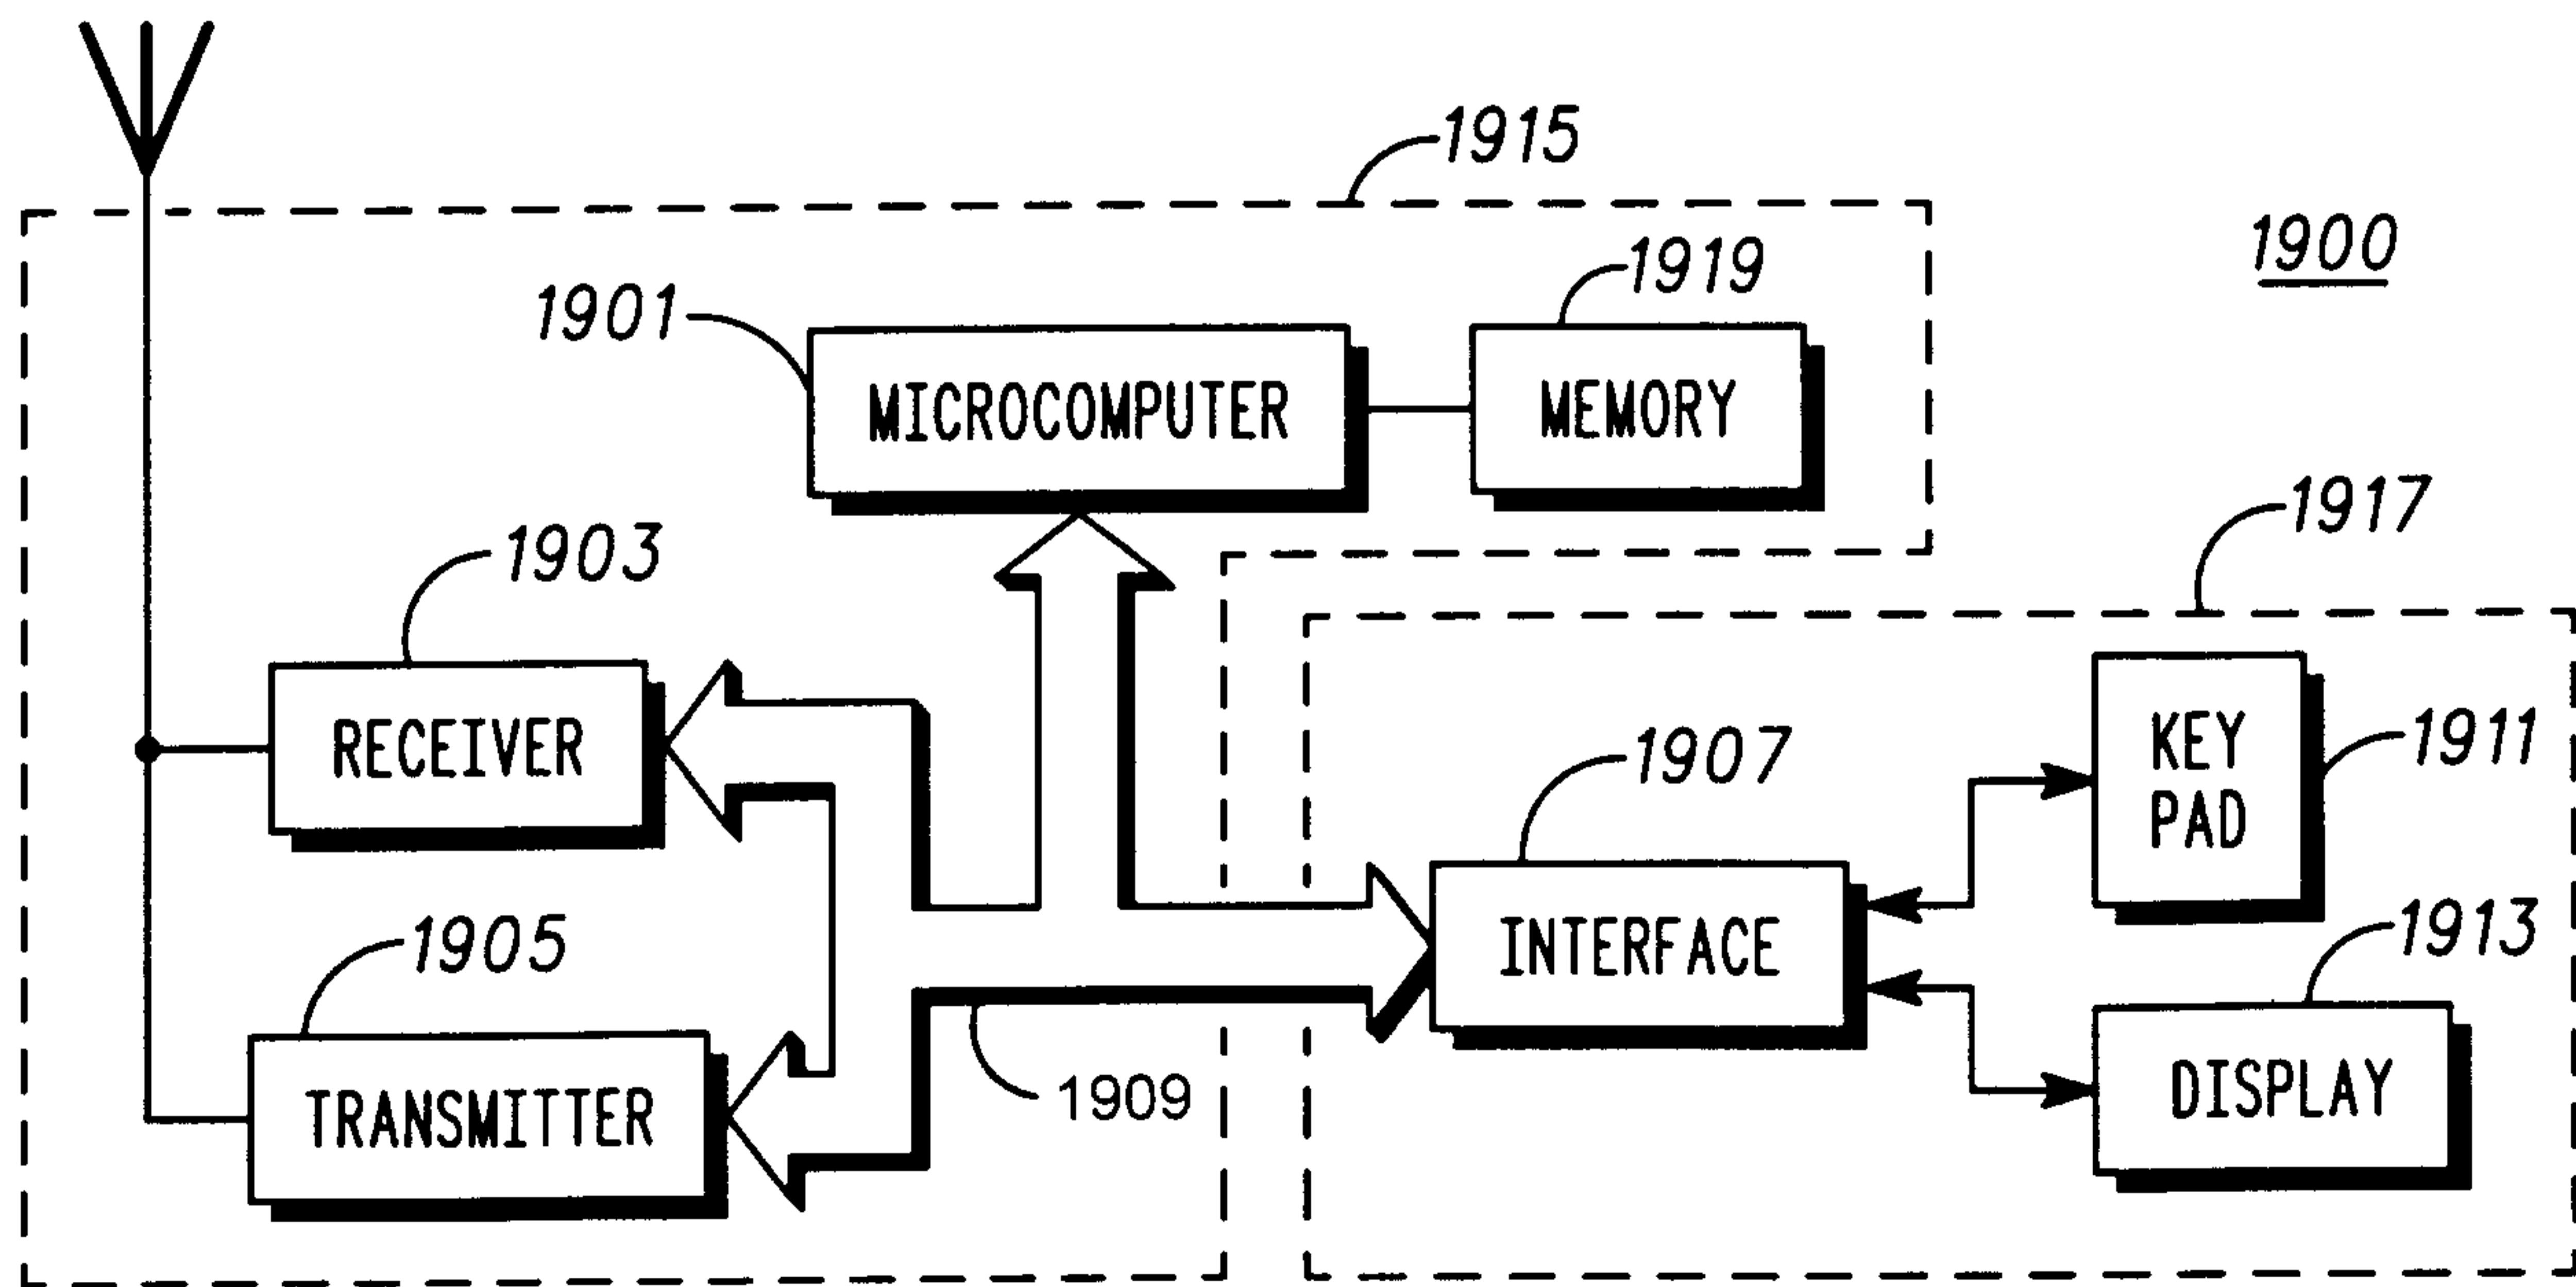 1915
1900
1919
1901
MICROCOMPUTER
MEMORY
1917
1903
RECEIVER
KEY
PAD
1911
1907
1905
INTERFACE
1913
TRANSMITTER
1909
DISPLAY